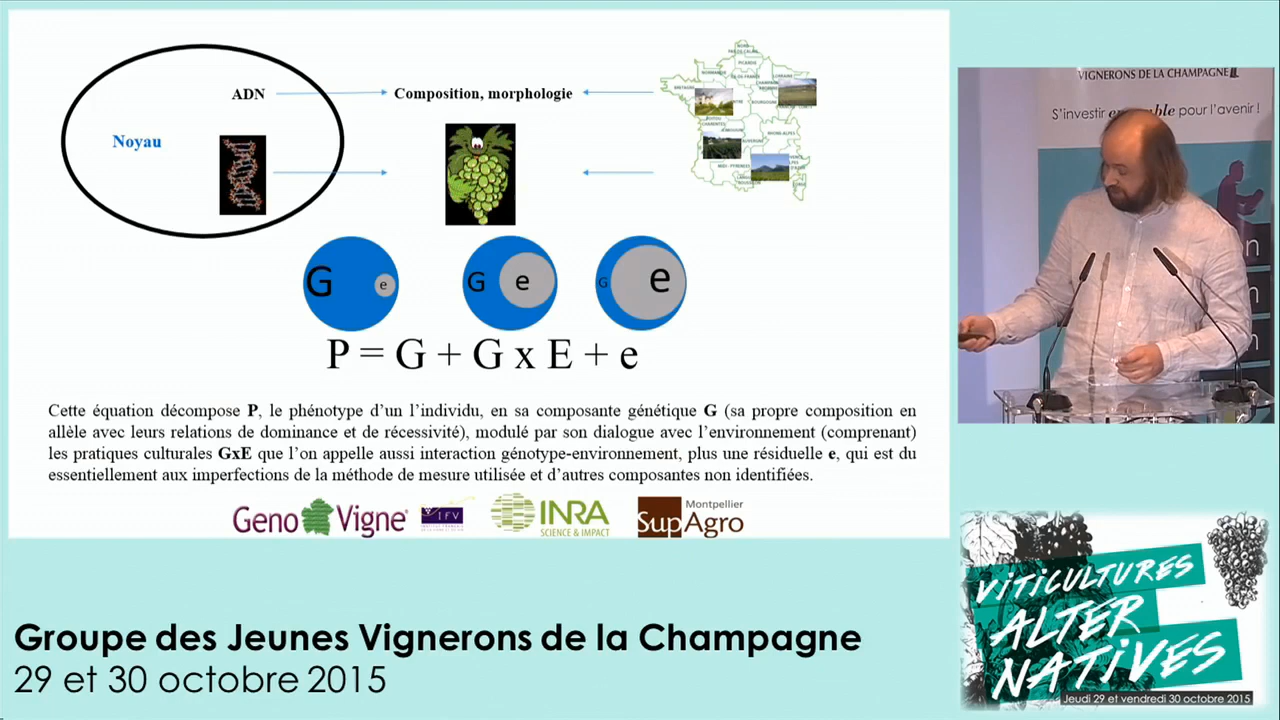 ADN
Noyau
Composition, morphologie
G e
G e
G e
P = G + G x E + e
Cette équation décompose P, le phénotype d'un l'individu, en sa composante génétique G (sa propre composition en
allèle avec leurs relations de dominance et de récessivité), modulé par son dialogue avec l'environnement (comprenant)
les pratiques culturales GxE que l'on appelle aussi interaction génotype-environnement, plus une résiduelle e, qui est du
essentiellement aux imperfections de la méthode de mesure utilisée et d'autres composantes non identifiées.
Geno Vigne
IFV
INRA
SCIENCE & IMPACT
Montpellier
SupAgro
VIGNERONS DE LA CHAMPAGNE
S'investir ensemble pour l'avenir !
Groupe des Jeunes Vignerons de la Champagne
29 et 30 octobre 2015
VITICULTURES
ALTER
NATIVES
Jeudi 29 et vendredi 30 octobre 2015